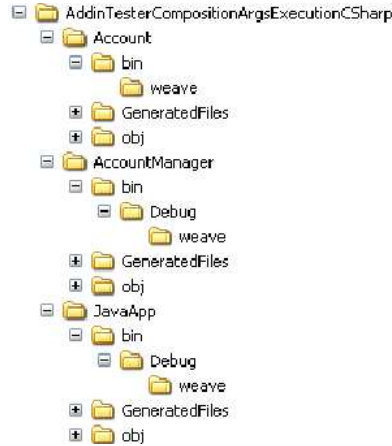 AddinTesterCompositionArgsExecutionCSharp
Account
bin
weave
GeneratedFiles
obj
AccountManager
bin
Debug
weave
GeneratedFiles
obj
JavaApp
bin
Debug
weave
GeneratedFiles
obj